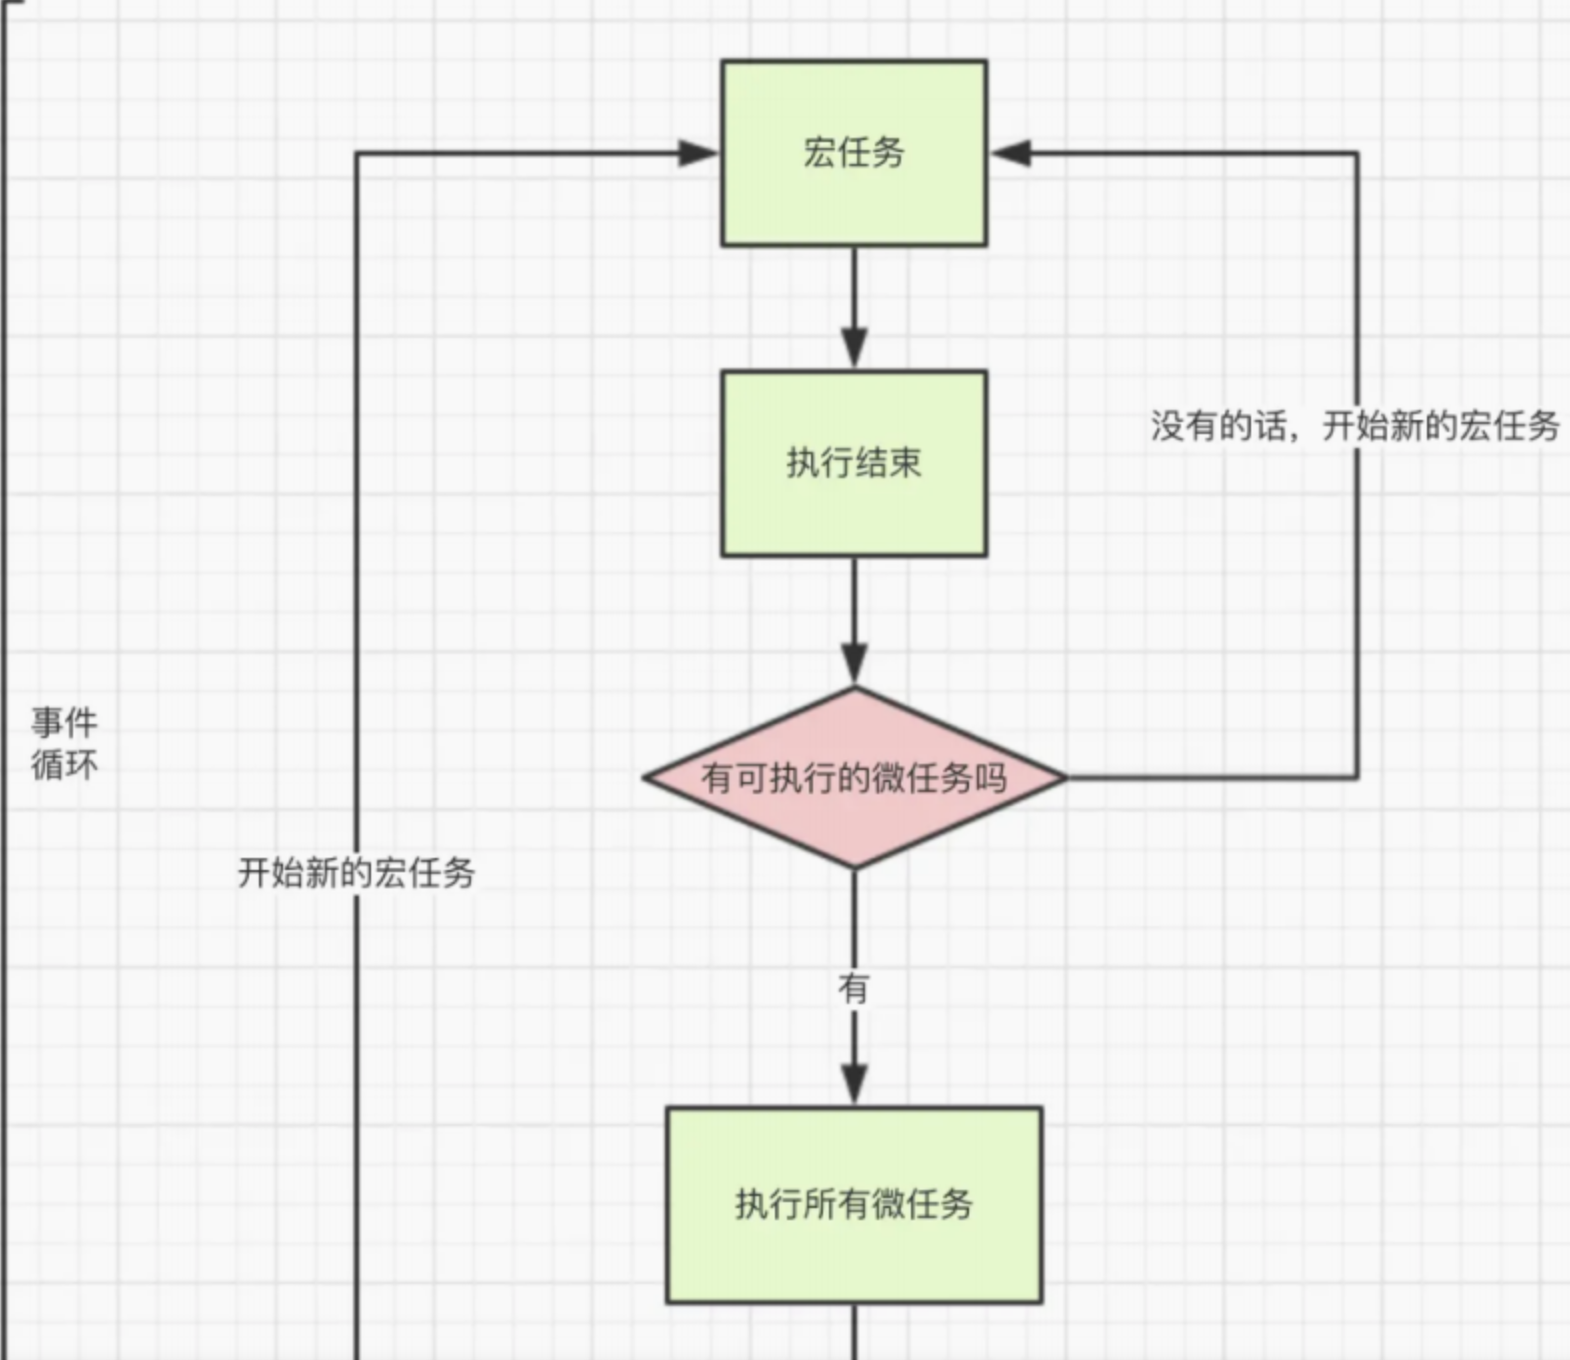 宏任务
执行结束
没有的话，开始新的宏任务
事件
循环
有可执行的微任务吗
开始新的宏任务
有
执行所有微任务